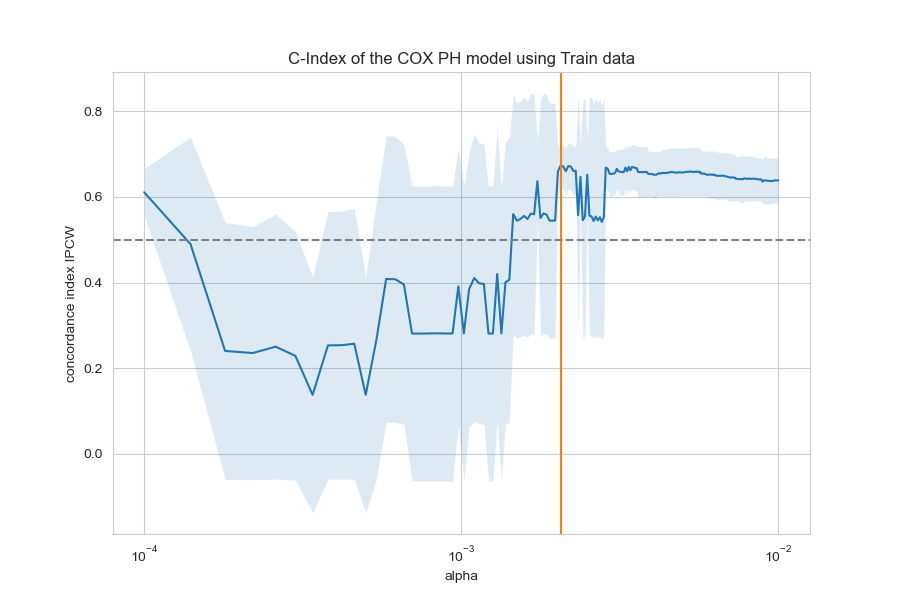 C-Index of the COX PH model using Train data
concordance index IPCW
0.8
0.6
0.4
0.2
0.0
10⁻⁴
10⁻³
10⁻²
alpha